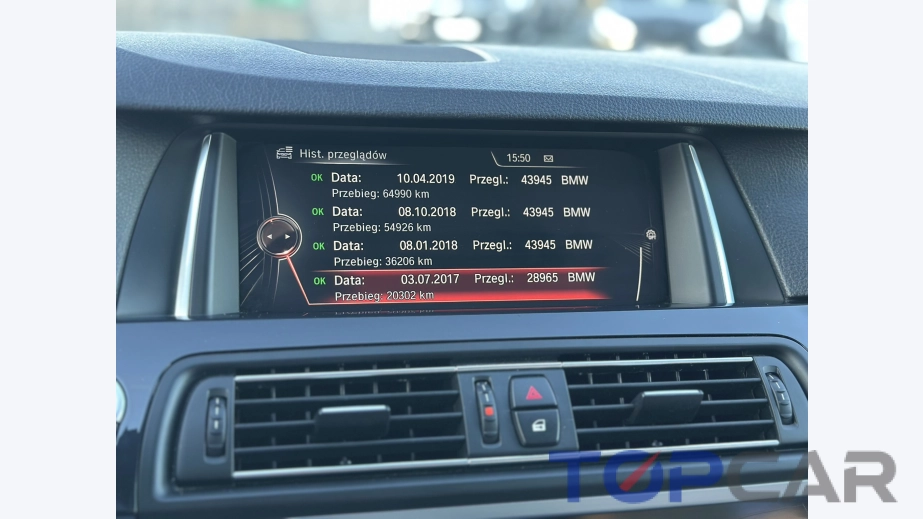 Hist. przeglądów
15:50
OK Data: 10.04.2019 Przegl.: 43945 BMW
Przebieg: 64990 km
OK Data: 08.10.2018 Przegl.: 43945 BMW
Przebieg: 54926 km
OK Data: 08.01.2018 Przegl.: 43945 BMW
Przebieg: 36206 km
OK Data: 03.07.2017 Przegl.: 28965 BMW
Przebieg: 20302 km
TOPCAR